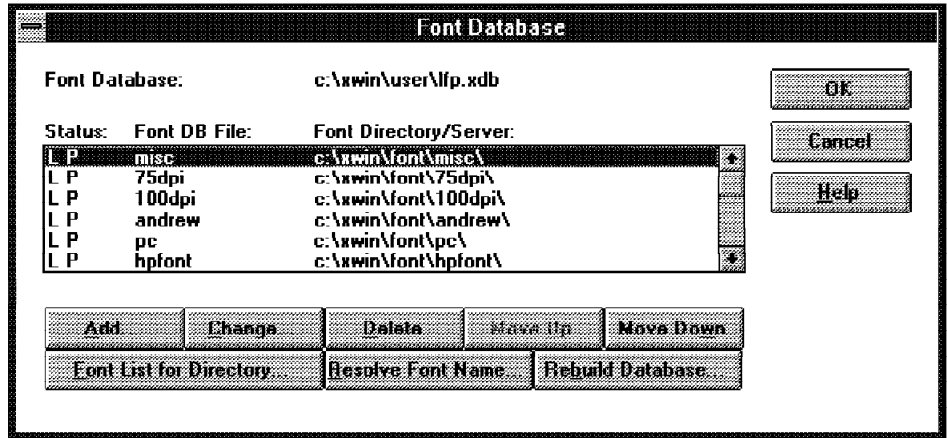 Font Database
Font Database: c:\xwin\user\lfp.xdb
OK
Status: Font DB File: Font Directory/Server:
Cancel
L P misc c:\xwin\font\misc\
L P 75dpi c:\xwin\font\75dpi\
L P 100dpi c:\xwin\font\100dpi\
Help
L P andrew c:\xwin\font\andrew\
L P pc c:\xwin\font\pc\
L P hpfont c:\xwin\font\hpfont\
Add... Change... Delete Move Up Move Down
Font List for Directory... Resolve Font Name... Rebuild Database...